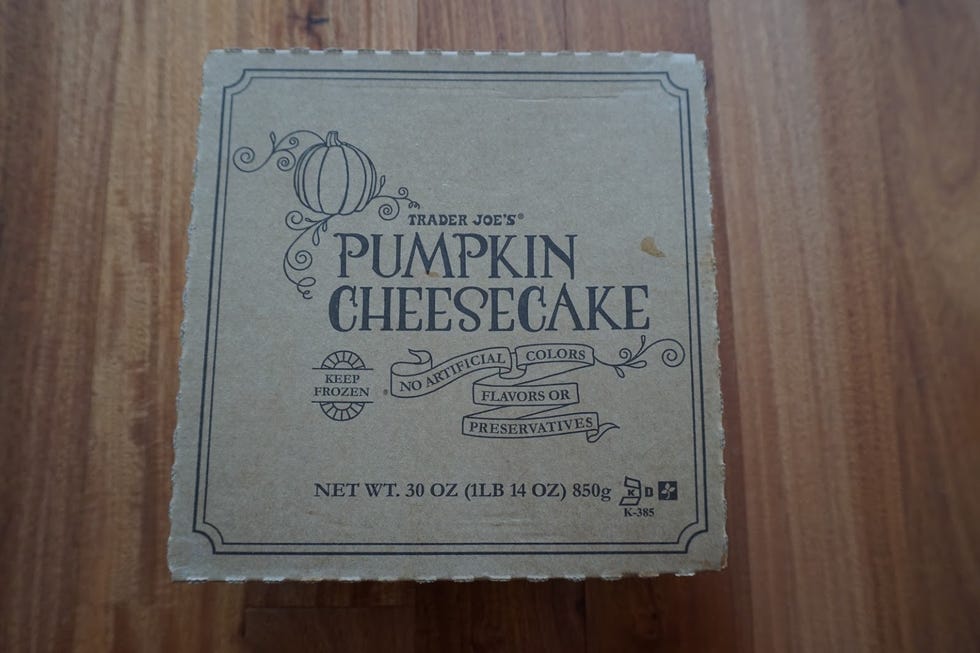 TRADER JOE'S®
PUMPKIN
CHEESECAKE
KEEP
FROZEN
NO ARTIFICIAL COLORS
FLAVORS OR
PRESERVATIVES
NET WT. 30 OZ (1LB 14 OZ) 850g
K D
K-385